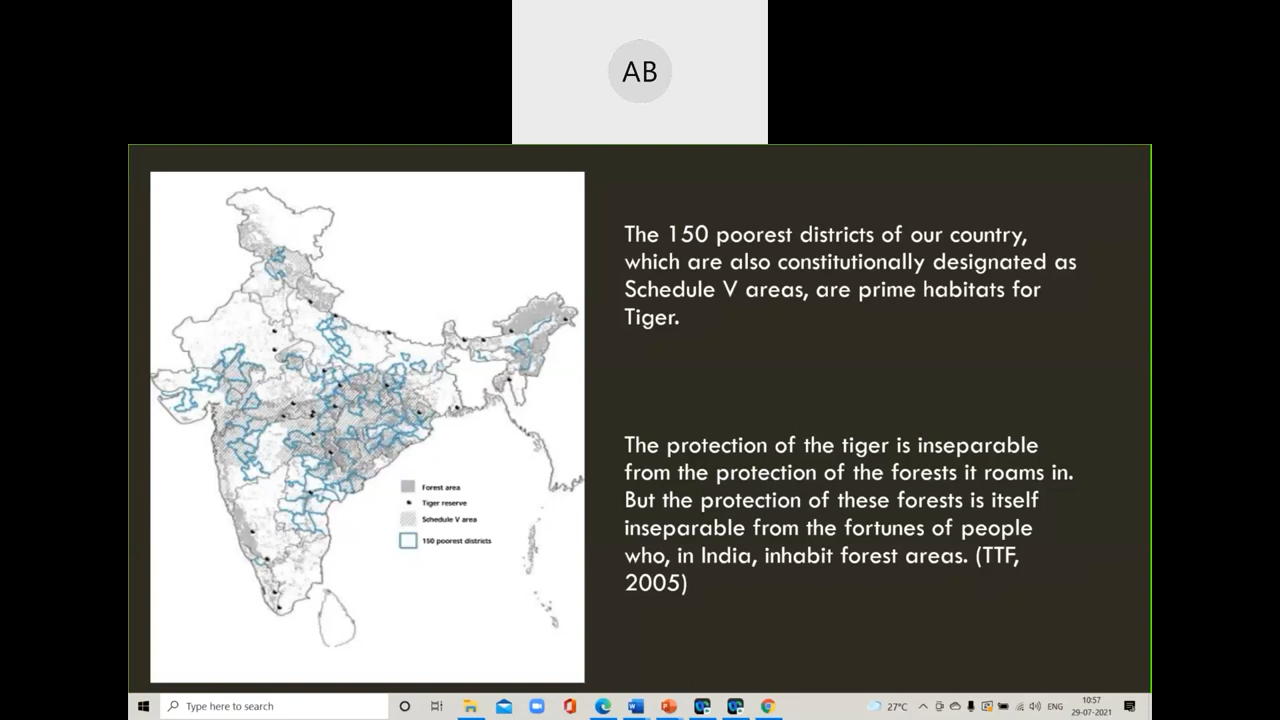 AB
The 150 poorest districts of our country,
which are also constitutionally designated as
Schedule V areas, are prime habitats for
Tiger.
The protection of the tiger is inseparable
from the protection of the forests it roams in.
But the protection of these forests is itself
inseparable from the fortunes of people
who, in India, inhabit forest areas. (TTF,
2005)
Forest area
Tiger reserve
Schedule V area
150 poorest districts
Type here to search
27°C
ENG
10:57
29-07-2021